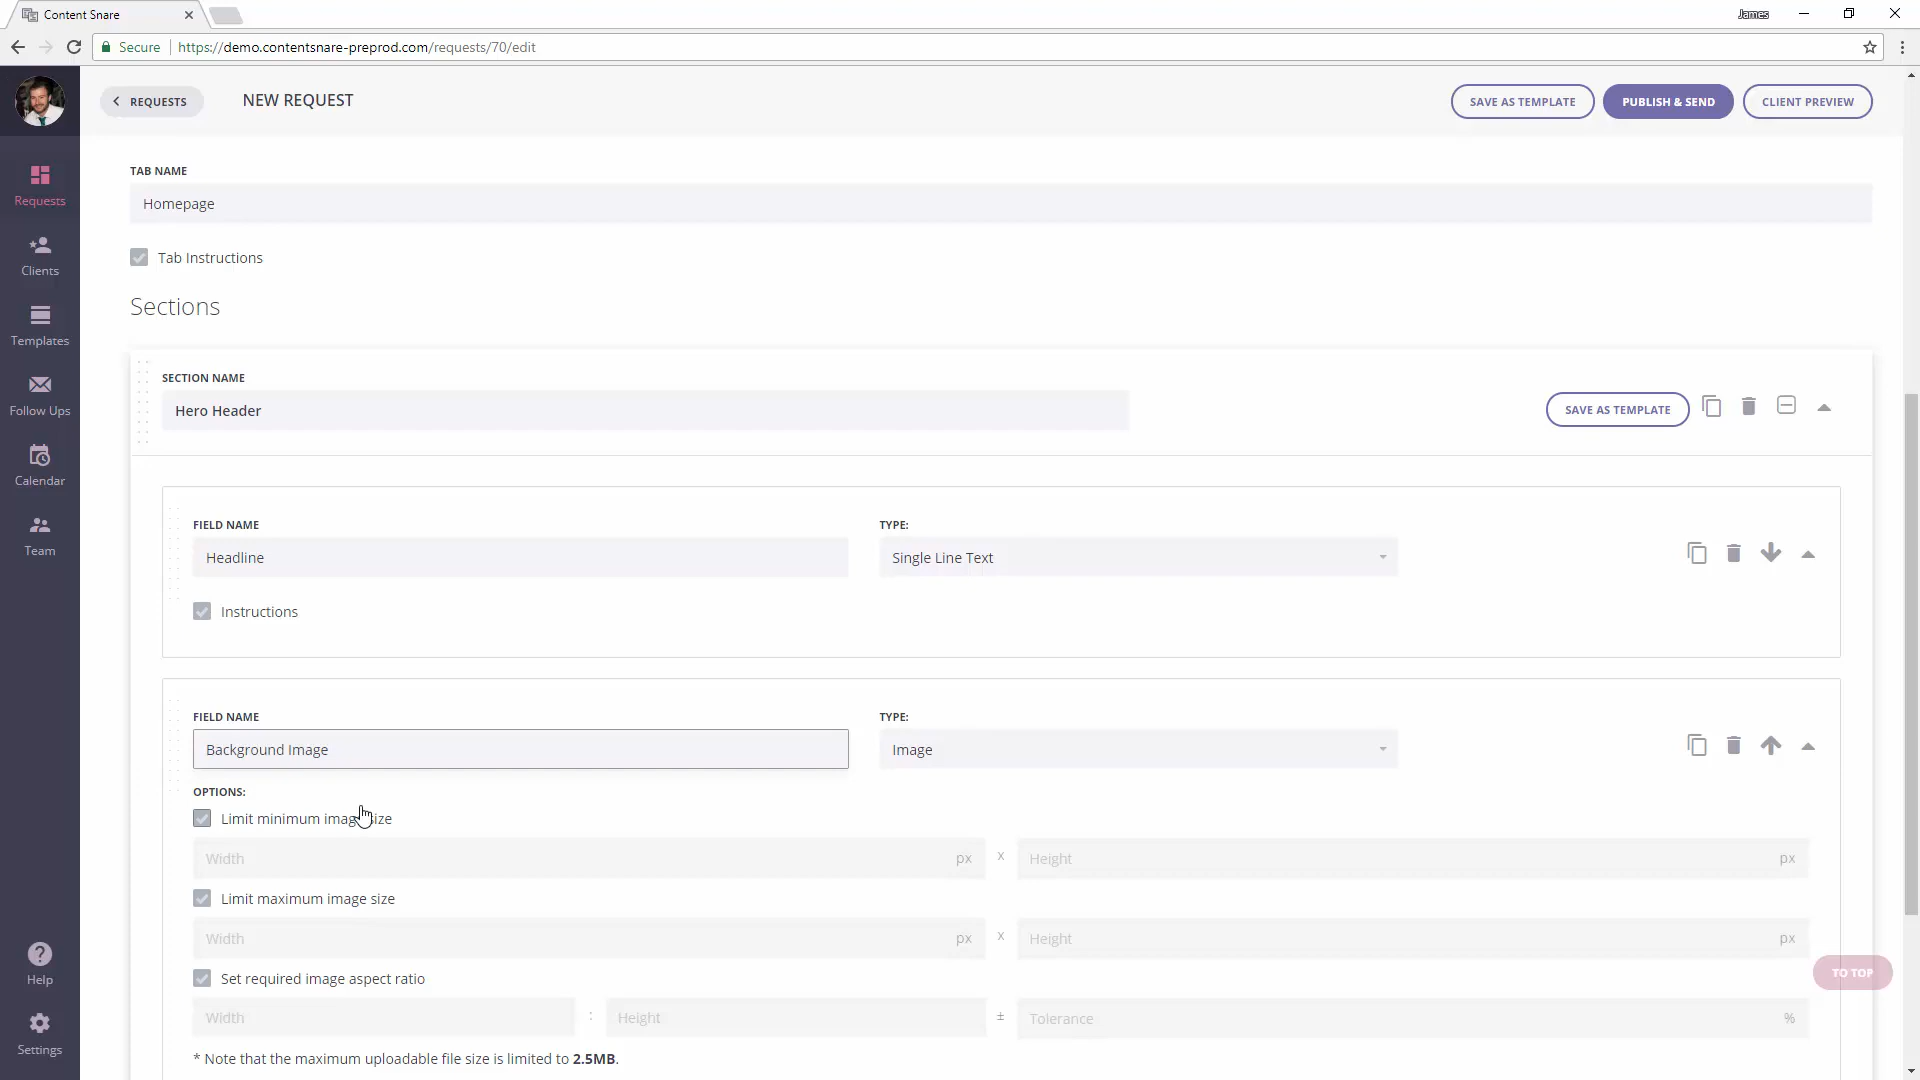 Content Snare
James
Secure
https://demo.contentsnare-preprod.com/requests/70/edit
REQUESTS
NEW REQUEST
SAVE AS TEMPLATE
PUBLISH & SEND
CLIENT PREVIEW
Requests
Clients
Templates
Follow Ups
Calendar
Team
Help
Settings
TAB NAME
Homepage
Tab Instructions
Sections
SECTION NAME
Hero Header
SAVE AS TEMPLATE
FIELD NAME
TYPE:
Headline
Single Line Text
Instructions
FIELD NAME
TYPE:
Background Image
Image
OPTIONS:
Limit minimum image size
Width px x Height px
Limit maximum image size
Width px x Height px
Set required image aspect ratio
TO TOP
Width : Height ± Tolerance %
* Note that the maximum uploadable file size is limited to 2.5MB.